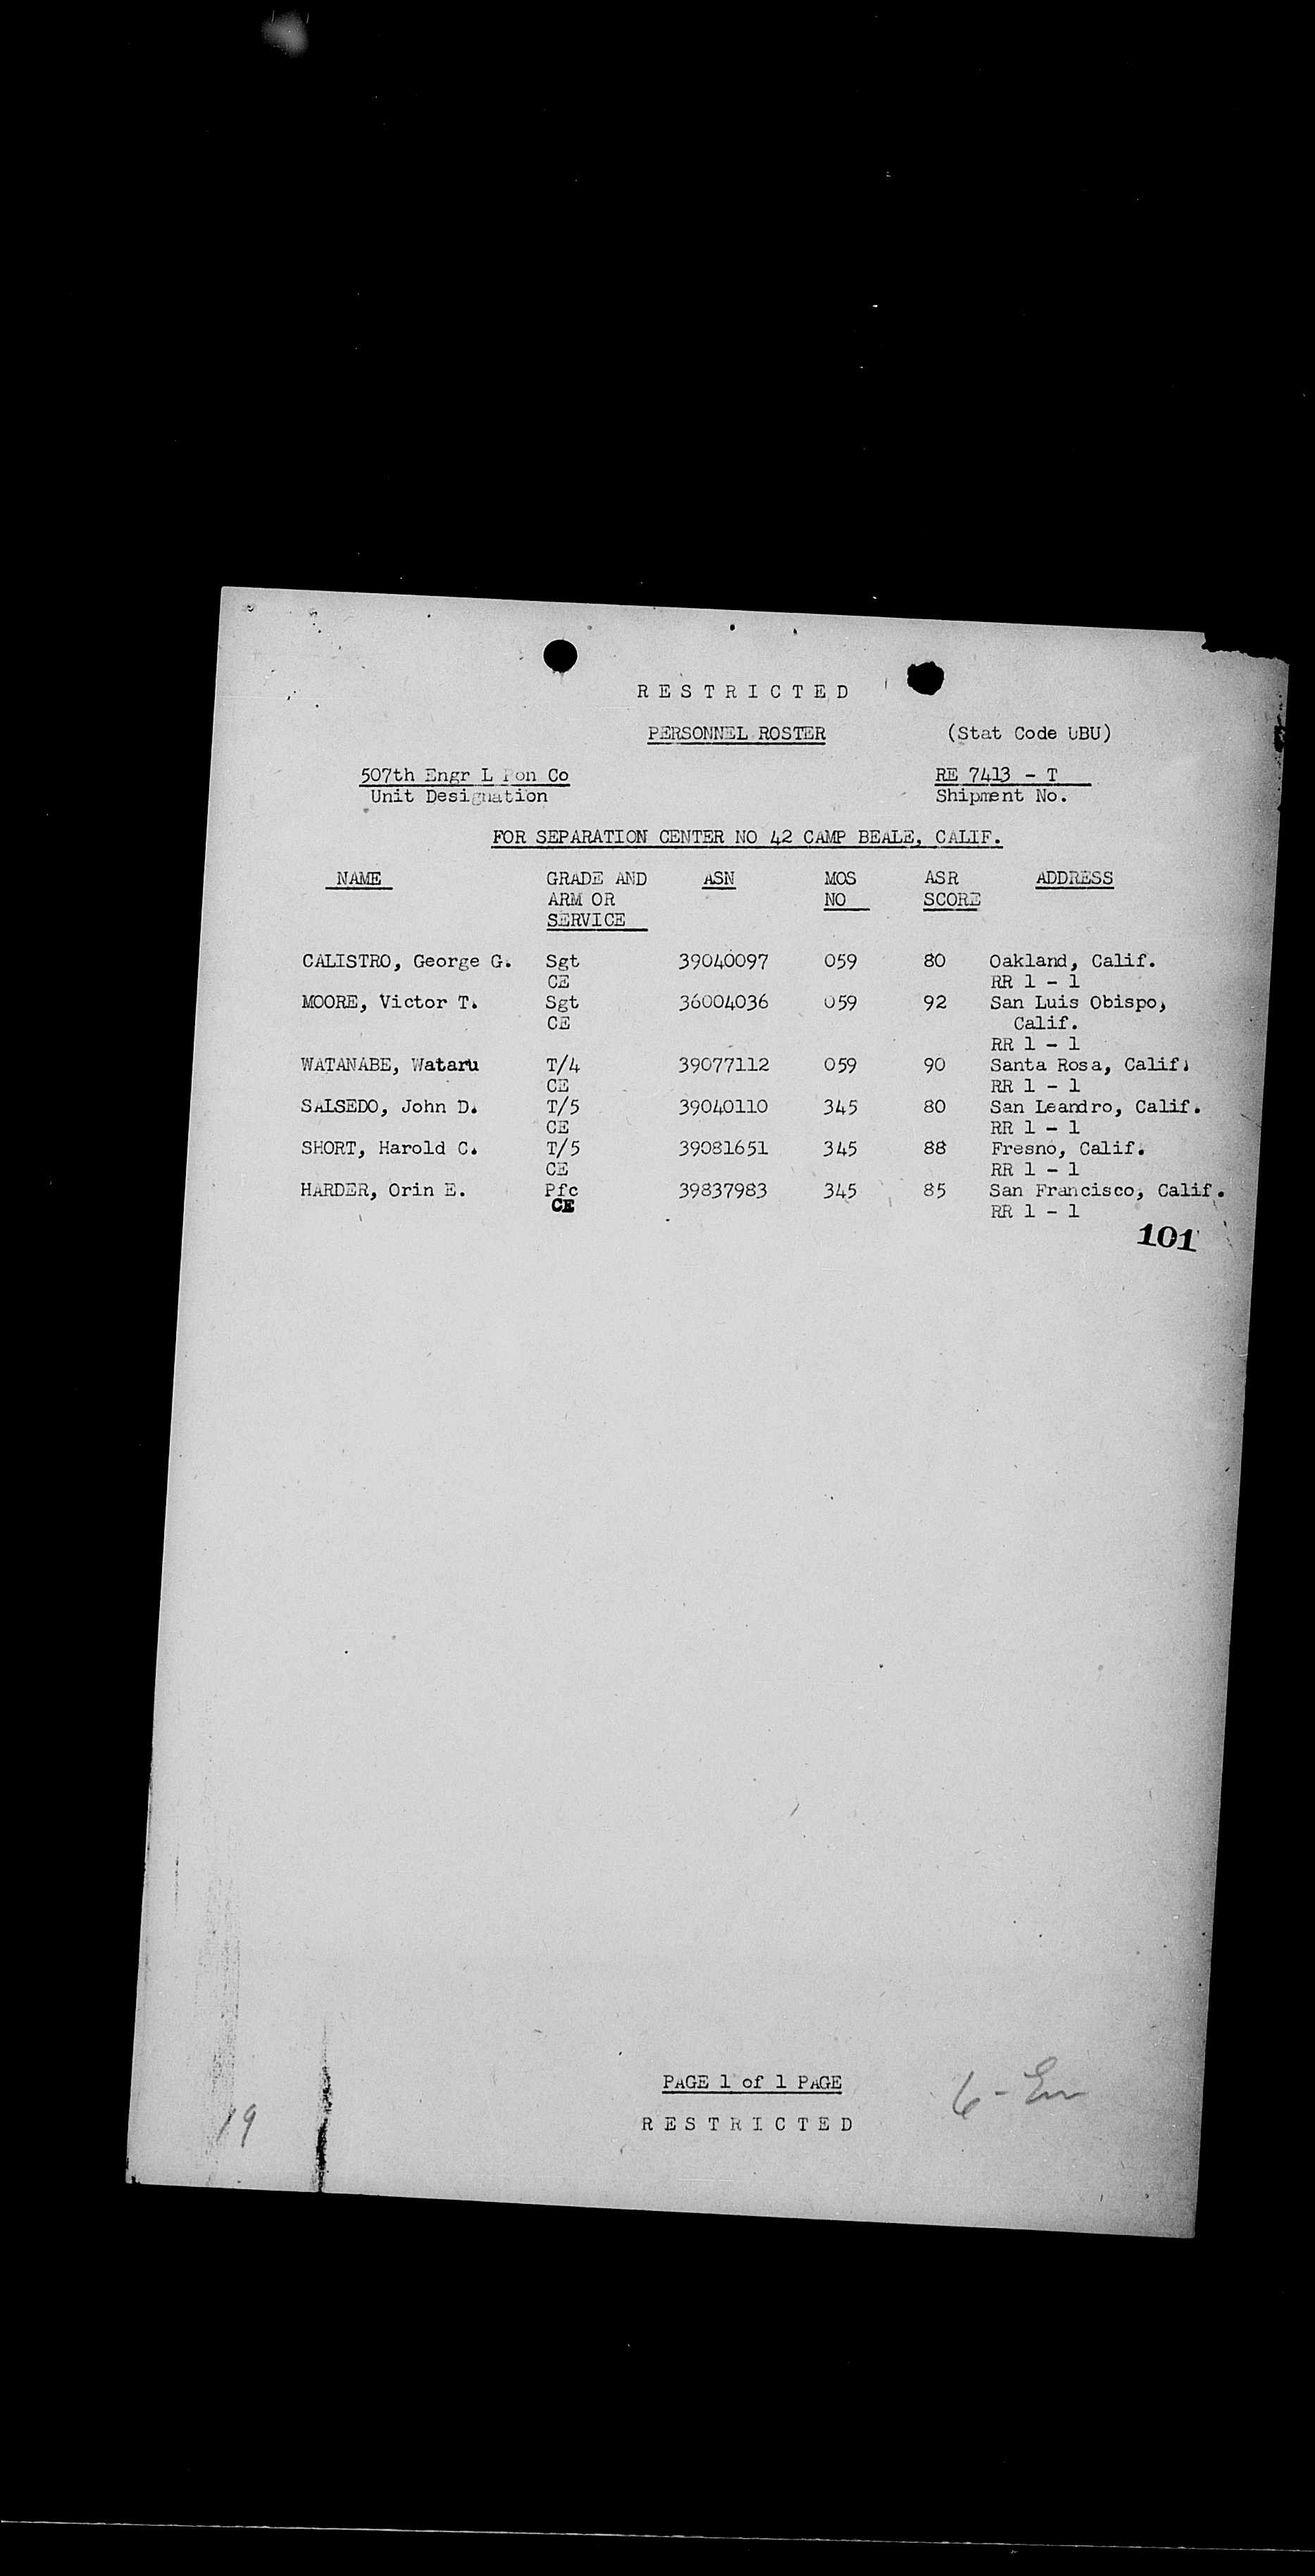 RESTRICTED
PERSONNEL ROSTER (Stat Code UBU)
507th Engr L Pon Co RE 7413 - T
Unit Designation Shipment No.
FOR SEPARATION CENTER NO 42 CAMP BEALE, CALIF.
NAME GRADE AND ASN MOS ASR ADDRESS
ARM OR NO SCORE
SERVICE
CALISTRO, George G. Sgt 39040097 059 80 Oakland, Calif.
CE RR 1 - 1
MOORE, Victor T. Sgt 36004036 059 92 San Luis Obispo,
CE Calif.
RR 1 - 1
WATANABE, Wataru T/4 39077112 059 90 Santa Rosa, Calif.
CE RR 1 - 1
SALSEDO, John D. T/5 39040110 345 80 San Leandro, Calif.
CE RR 1 - 1
SHORT, Harold C. T/5 39081651 345 88 Fresno, Calif.
CE RR 1 - 1
HARDER, Orin E. Pfc 39837983 345 85 San Francisco, Calif.
CE RR 1 - 1
101
PAGE 1 of 1 PAGE
6 -
RESTRICTED
19